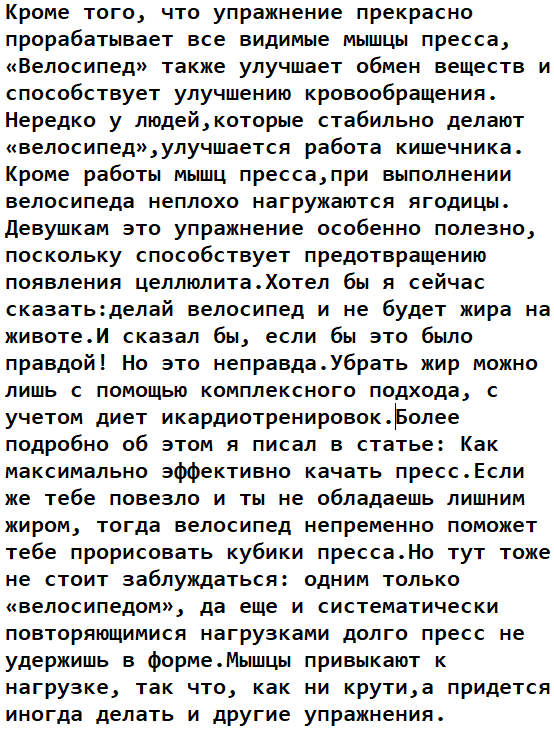 Кроме того, что упражнение прекрасно
прорабатывает все видимые мышцы пресса,
«Велосипед» также улучшает обмен веществ и
способствует улучшению кровообращения.
Нередко у людей,которые стабильно делают
«велосипед»,улучшается работа кишечника.
Кроме работы мышц пресса,при выполнении
велосипеда неплохо нагружаются ягодицы.
Девушкам это упражнение особенно полезно,
поскольку способствует предотвращению
появления целлюлита.Хотел бы я сейчас
сказать:делай велосипед и не будет жира на
животе.И сказал бы, если бы это было
правдой! Но это неправда.Убрать жир можно
лишь с помощью комплексного подхода, с
учетом диет икардиотренировок.Более
подробно об этом я писал в статье: Как
максимально эффективно качать пресс.Если
же тебе повезло и ты не обладаешь лишним
жиром, тогда велосипед непременно поможет
тебе прорисовать кубики пресса.Но тут тоже
не стоит заблуждаться: одним только
«велосипедом», да еще и систематически
повторяющимися нагрузками долго пресс не
удержишь в форме.Мышцы привыкают к
нагрузке, так что, как ни крути,а придется
иногда делать и другие упражнения.